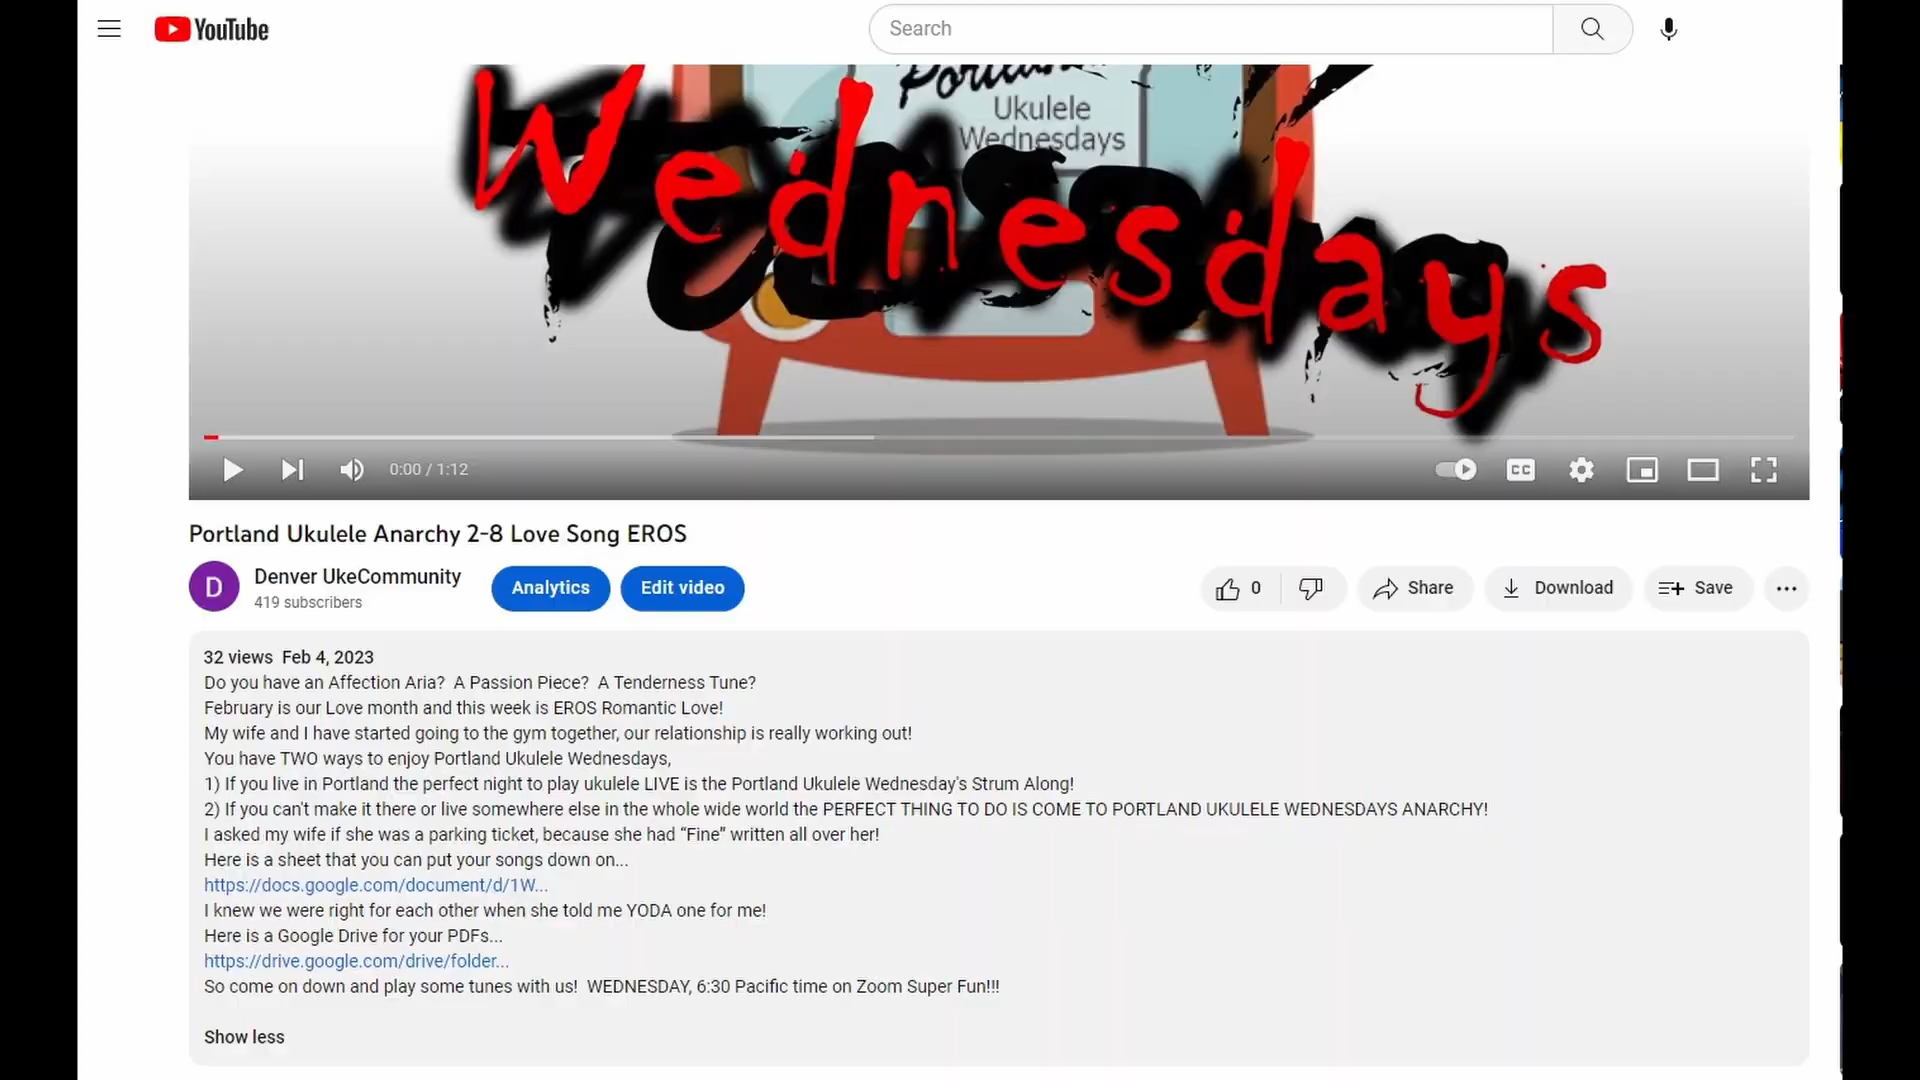 YouTube
Search
Portland
Ukulele
Wednesdays
Wednesdays
0:00 / 1:12
CC
Portland Ukulele Anarchy 2-8 Love Song EROS
D
Denver UkeCommunity
419 subscribers
Analytics
Edit video
0
Share
Download
Save
32 views  Feb 4, 2023
Do you have an Affection Aria?  A Passion Piece?  A Tenderness Tune?
February is our Love month and this week is EROS Romantic Love!
My wife and I have started going to the gym together, our relationship is really working out!
You have TWO ways to enjoy Portland Ukulele Wednesdays,
1) If you live in Portland the perfect night to play ukulele LIVE is the Portland Ukulele Wednesday's Strum Along!
2) If you can't make it there or live somewhere else in the whole wide world the PERFECT THING TO DO IS COME TO PORTLAND UKULELE WEDNESDAYS ANARCHY!
I asked my wife if she was a parking ticket, because she had “Fine” written all over her!
Here is a sheet that you can put your songs down on...
https://docs.google.com/document/d/1W...
I knew we were right for each other when she told me YODA one for me!
Here is a Google Drive for your PDFs...
https://drive.google.com/drive/folder...
So come on down and play some tunes with us!  WEDNESDAY, 6:30 Pacific time on Zoom Super Fun!!!
Show less